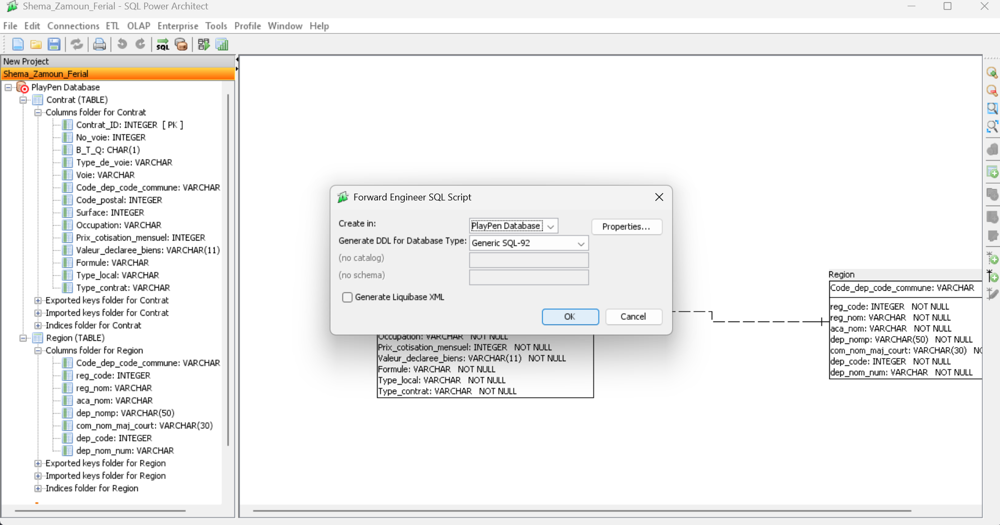 Shema_Zamoun_Ferial - SQL Power Architect
File Edit Connections ETL OLAP Enterprise Tools Profile Window Help
SQL
New Project
Shema_Zamoun_Ferial
PlayPen Database
Contrat (TABLE)
Columns folder for Contrat
Contrat_ID: INTEGER [ PK ]
No_voie: INTEGER
B_T_Q: CHAR(1)
Type_de_voie: VARCHAR
Voie: VARCHAR
Code_dep_code_commune: VARCHAR
Code_postal: INTEGER
Surface: INTEGER
Occupation: VARCHAR
Prix_cotisation_mensuel: INTEGER
Valeur_declaree_biens: VARCHAR(11)
Formule: VARCHAR
Type_local: VARCHAR
Type_contrat: VARCHAR
Exported keys folder for Contrat
Imported keys folder for Contrat
Indices folder for Contrat
Region (TABLE)
Columns folder for Region
Code_dep_code_commune: VARCHAR
reg_code: INTEGER
reg_nom: VARCHAR
aca_nom: VARCHAR
dep_nomp: VARCHAR(50)
com_nom_maj_court: VARCHAR(30)
dep_code: INTEGER
dep_nom_num: VARCHAR
Exported keys folder for Region
Imported keys folder for Region
Indices folder for Region
Forward Engineer SQL Script
Create in: PlayPen Database Properties...
Generate DDL for Database Type: Generic SQL-92
(no catalog)
(no schema)
Generate Liquibase XML
OK Cancel
Occupation: VARCHAR NOT NULL
Prix_cotisation_mensuel: INTEGER NOT NULL
Valeur_declaree_biens: VARCHAR(11) NOT NULL
Formule: VARCHAR NOT NULL
Type_local: VARCHAR NOT NULL
Type_contrat: VARCHAR NOT NULL
Region
Code_dep_code_commune: VARCHAR
reg_code: INTEGER NOT NULL
reg_nom: VARCHAR NOT NULL
aca_nom: VARCHAR NOT NULL
dep_nomp: VARCHAR(50) NOT NULL
com_nom_maj_court: VARCHAR(30)
dep_code: INTEGER NOT NULL
dep_nom_num: VARCHAR NOT NULL